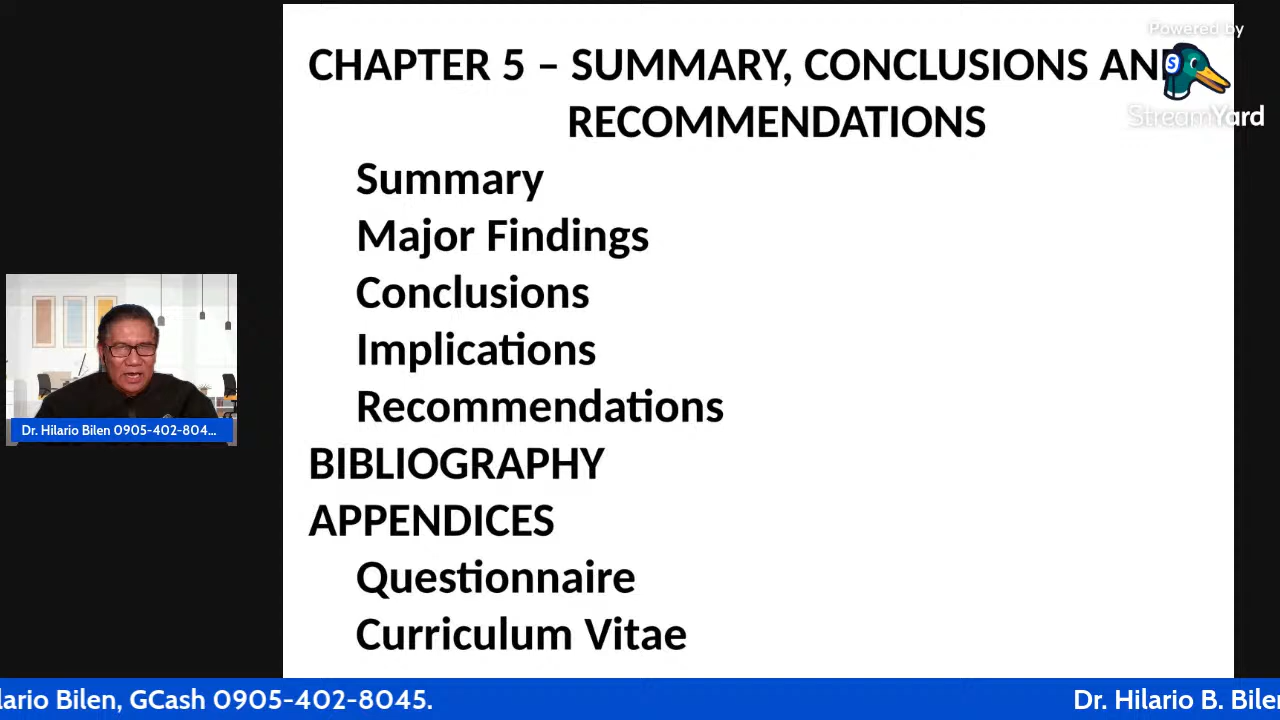 Powered by
CHAPTER 5 – SUMMARY, CONCLUSIONS AND
RECOMMENDATIONS
StreamYard
Summary
Major Findings
Conclusions
Implications
Recommendations
BIBLIOGRAPHY
APPENDICES
Questionnaire
Curriculum Vitae
Dr. Hilario Bilen 0905-402-804...
lario Bilen, GCash 0905-402-8045.
Dr. Hilario B. Bilen